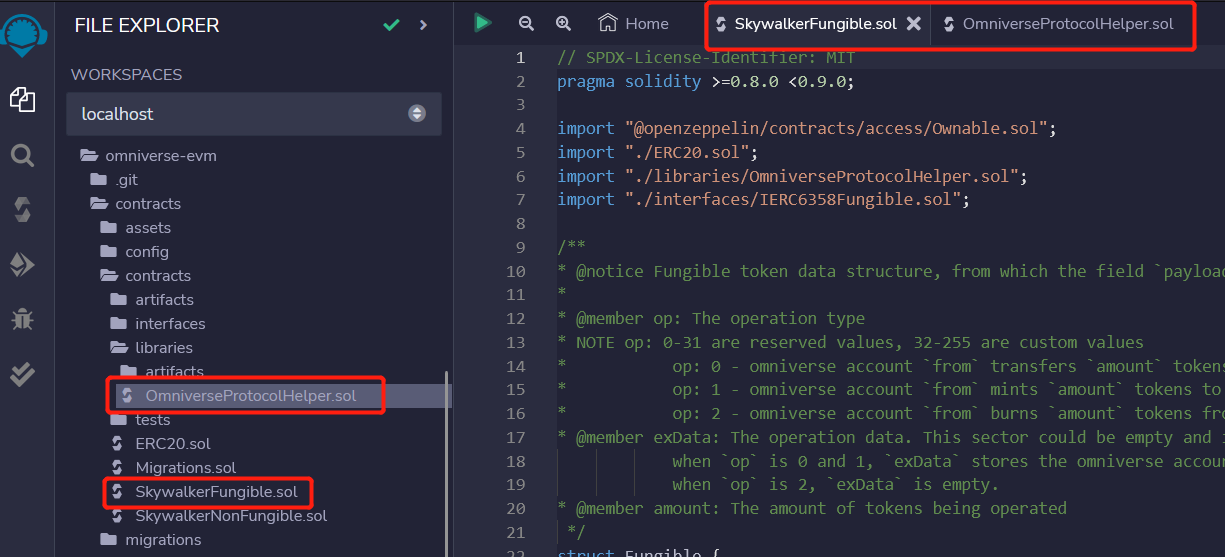 FILE EXPLORER
WORKSPACES
localhost
omniverse-evm
.git
contracts
assets
config
contracts
artifacts
interfaces
libraries
artifacts
OmniverseProtocolHelper.sol
tests
ERC20.sol
Migrations.sol
SkywalkerFungible.sol
SkywalkerNonFungible.sol
migrations
Home
SkywalkerFungible.sol
OmniverseProtocolHelper.sol
1 // SPDX-License-Identifier: MIT
2 pragma solidity >=0.8.0 <0.9.0;
3
4 import "@openzeppelin/contracts/access/Ownable.sol";
5 import "./ERC20.sol";
6 import "./libraries/OmniverseProtocolHelper.sol";
7 import "./interfaces/IERC6358Fungible.sol";
8
9 /**
10 * @notice Fungible token data structure, from which the field `payload
11 *
12 * @member op: The operation type
13 * NOTE op: 0-31 are reserved values, 32-255 are custom values
14 * op: 0 - omniverse account `from` transfers `amount` tokens
15 * op: 1 - omniverse account `from` mints `amount` tokens to
16 * op: 2 - omniverse account `from` burns `amount` tokens fr
17 * @member exData: The operation data. This sector could be empty and
18 when `op` is 0 and 1, `exData` stores the omniverse accou
19 when `op` is 2, `exData` is empty.
20 * @member amount: The amount of tokens being operated
21 */
22 struct Fungible {